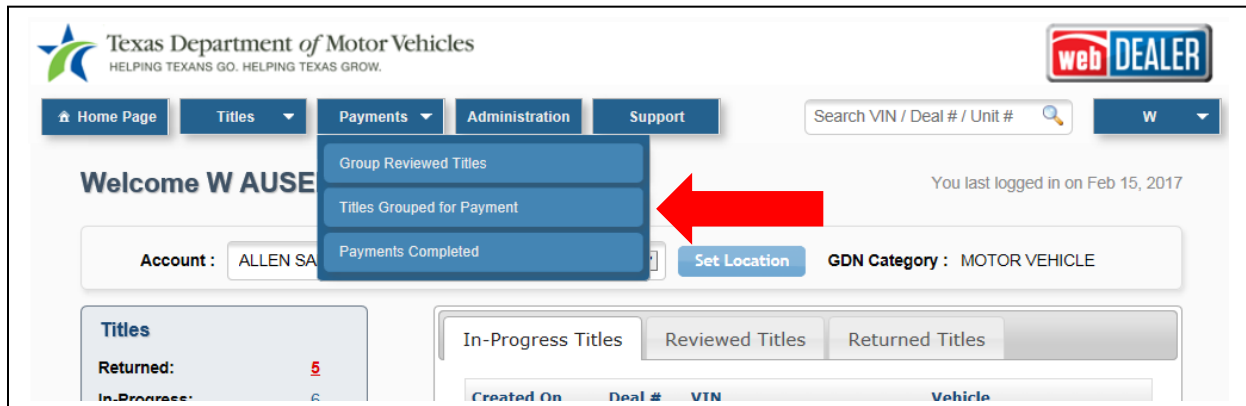 Texas Department of Motor Vehicles
HELPING TEXANS GO. HELPING TEXAS GROW.
web DEALER
Home Page Titles Payments Administration Support Search VIN / Deal # / Unit # W
Group Reviewed Titles
Welcome W AUSE You last logged in on Feb 15, 2017
Titles Grouped for Payment
Payments Completed
Account : ALLEN SA Set Location GDN Category : MOTOR VEHICLE
Titles
In-Progress Titles Reviewed Titles Returned Titles
Returned: 5
In-Progress: 6
Created On Deal # VIN Vehicle